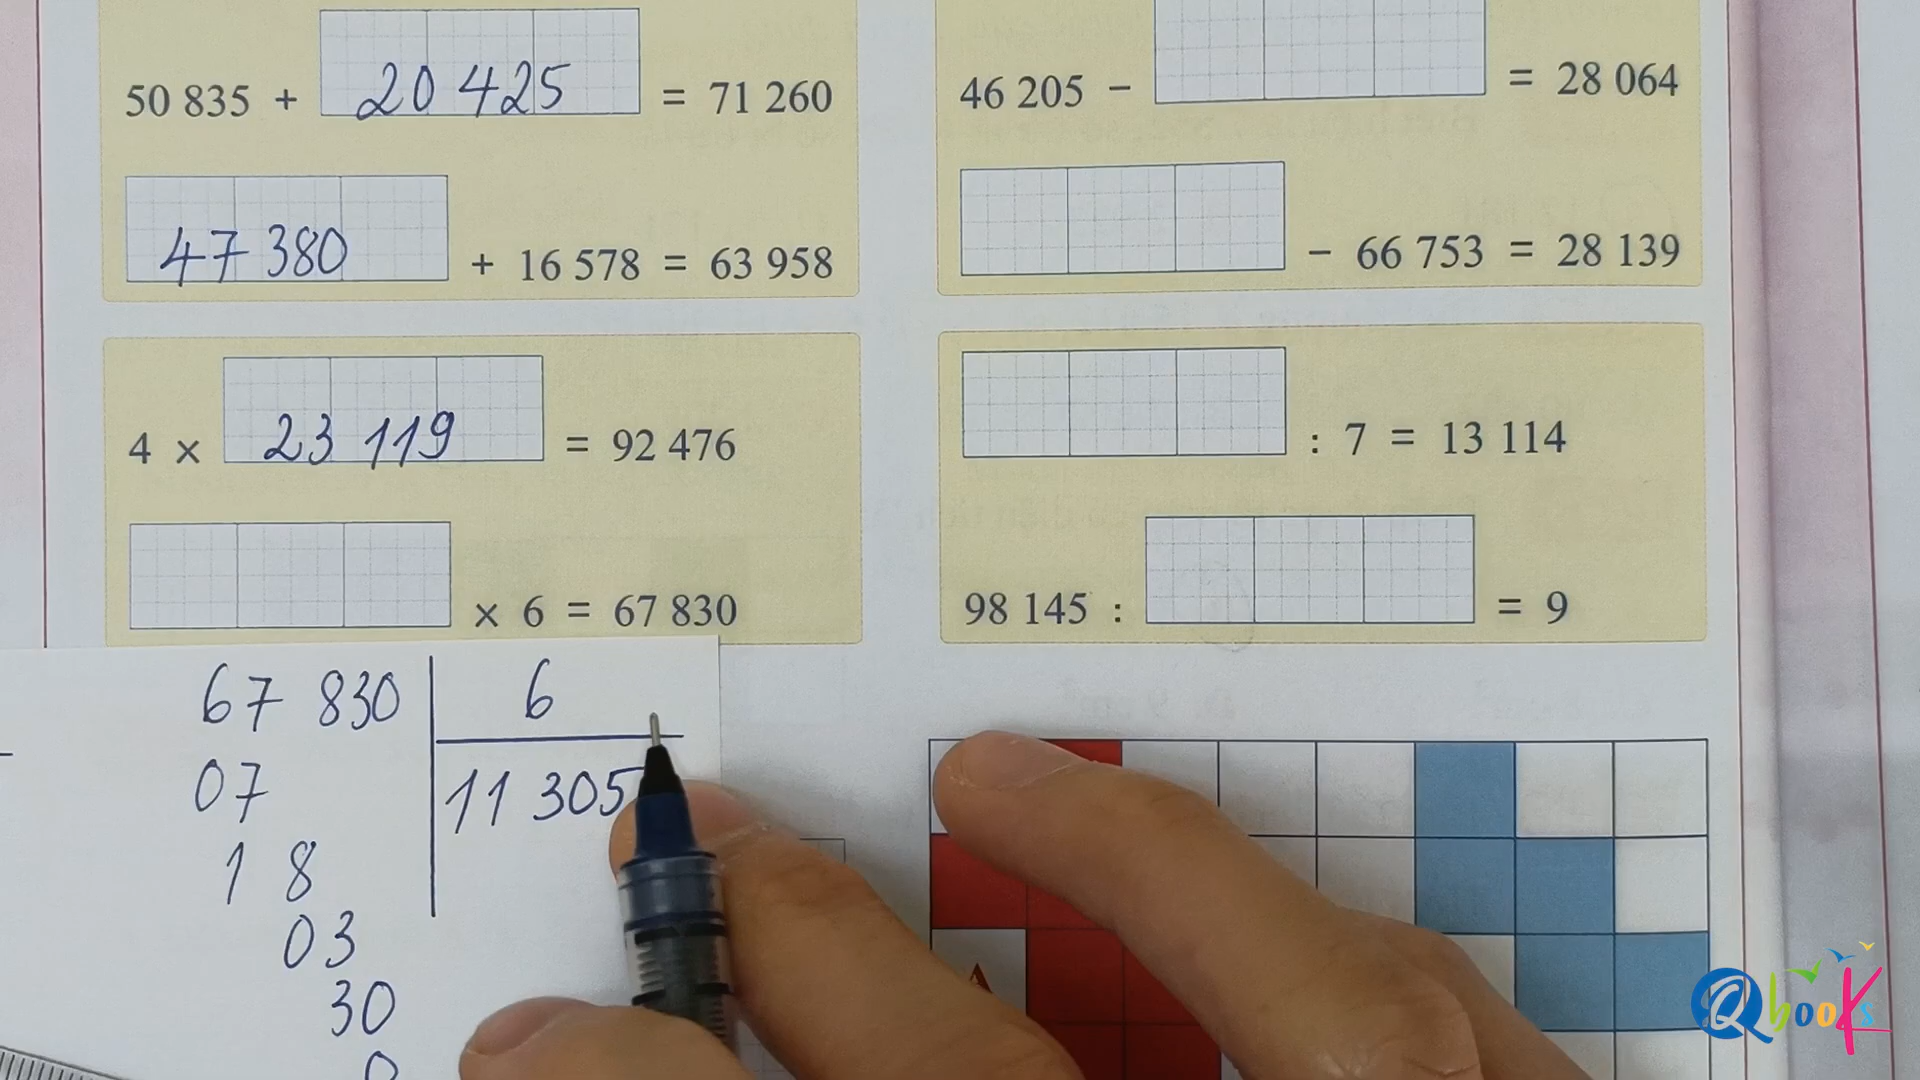 50 835 + 20 425 = 71 260
47 380 + 16 578 = 63 958
46 205 - = 28 064
- 66 753 = 28 139
4 × 23 119 = 92 476
× 6 = 67 830
: 7 = 13 114
98 145 : = 9
67 830 6
07 11 305
1 8
03
30
0
Qbooks